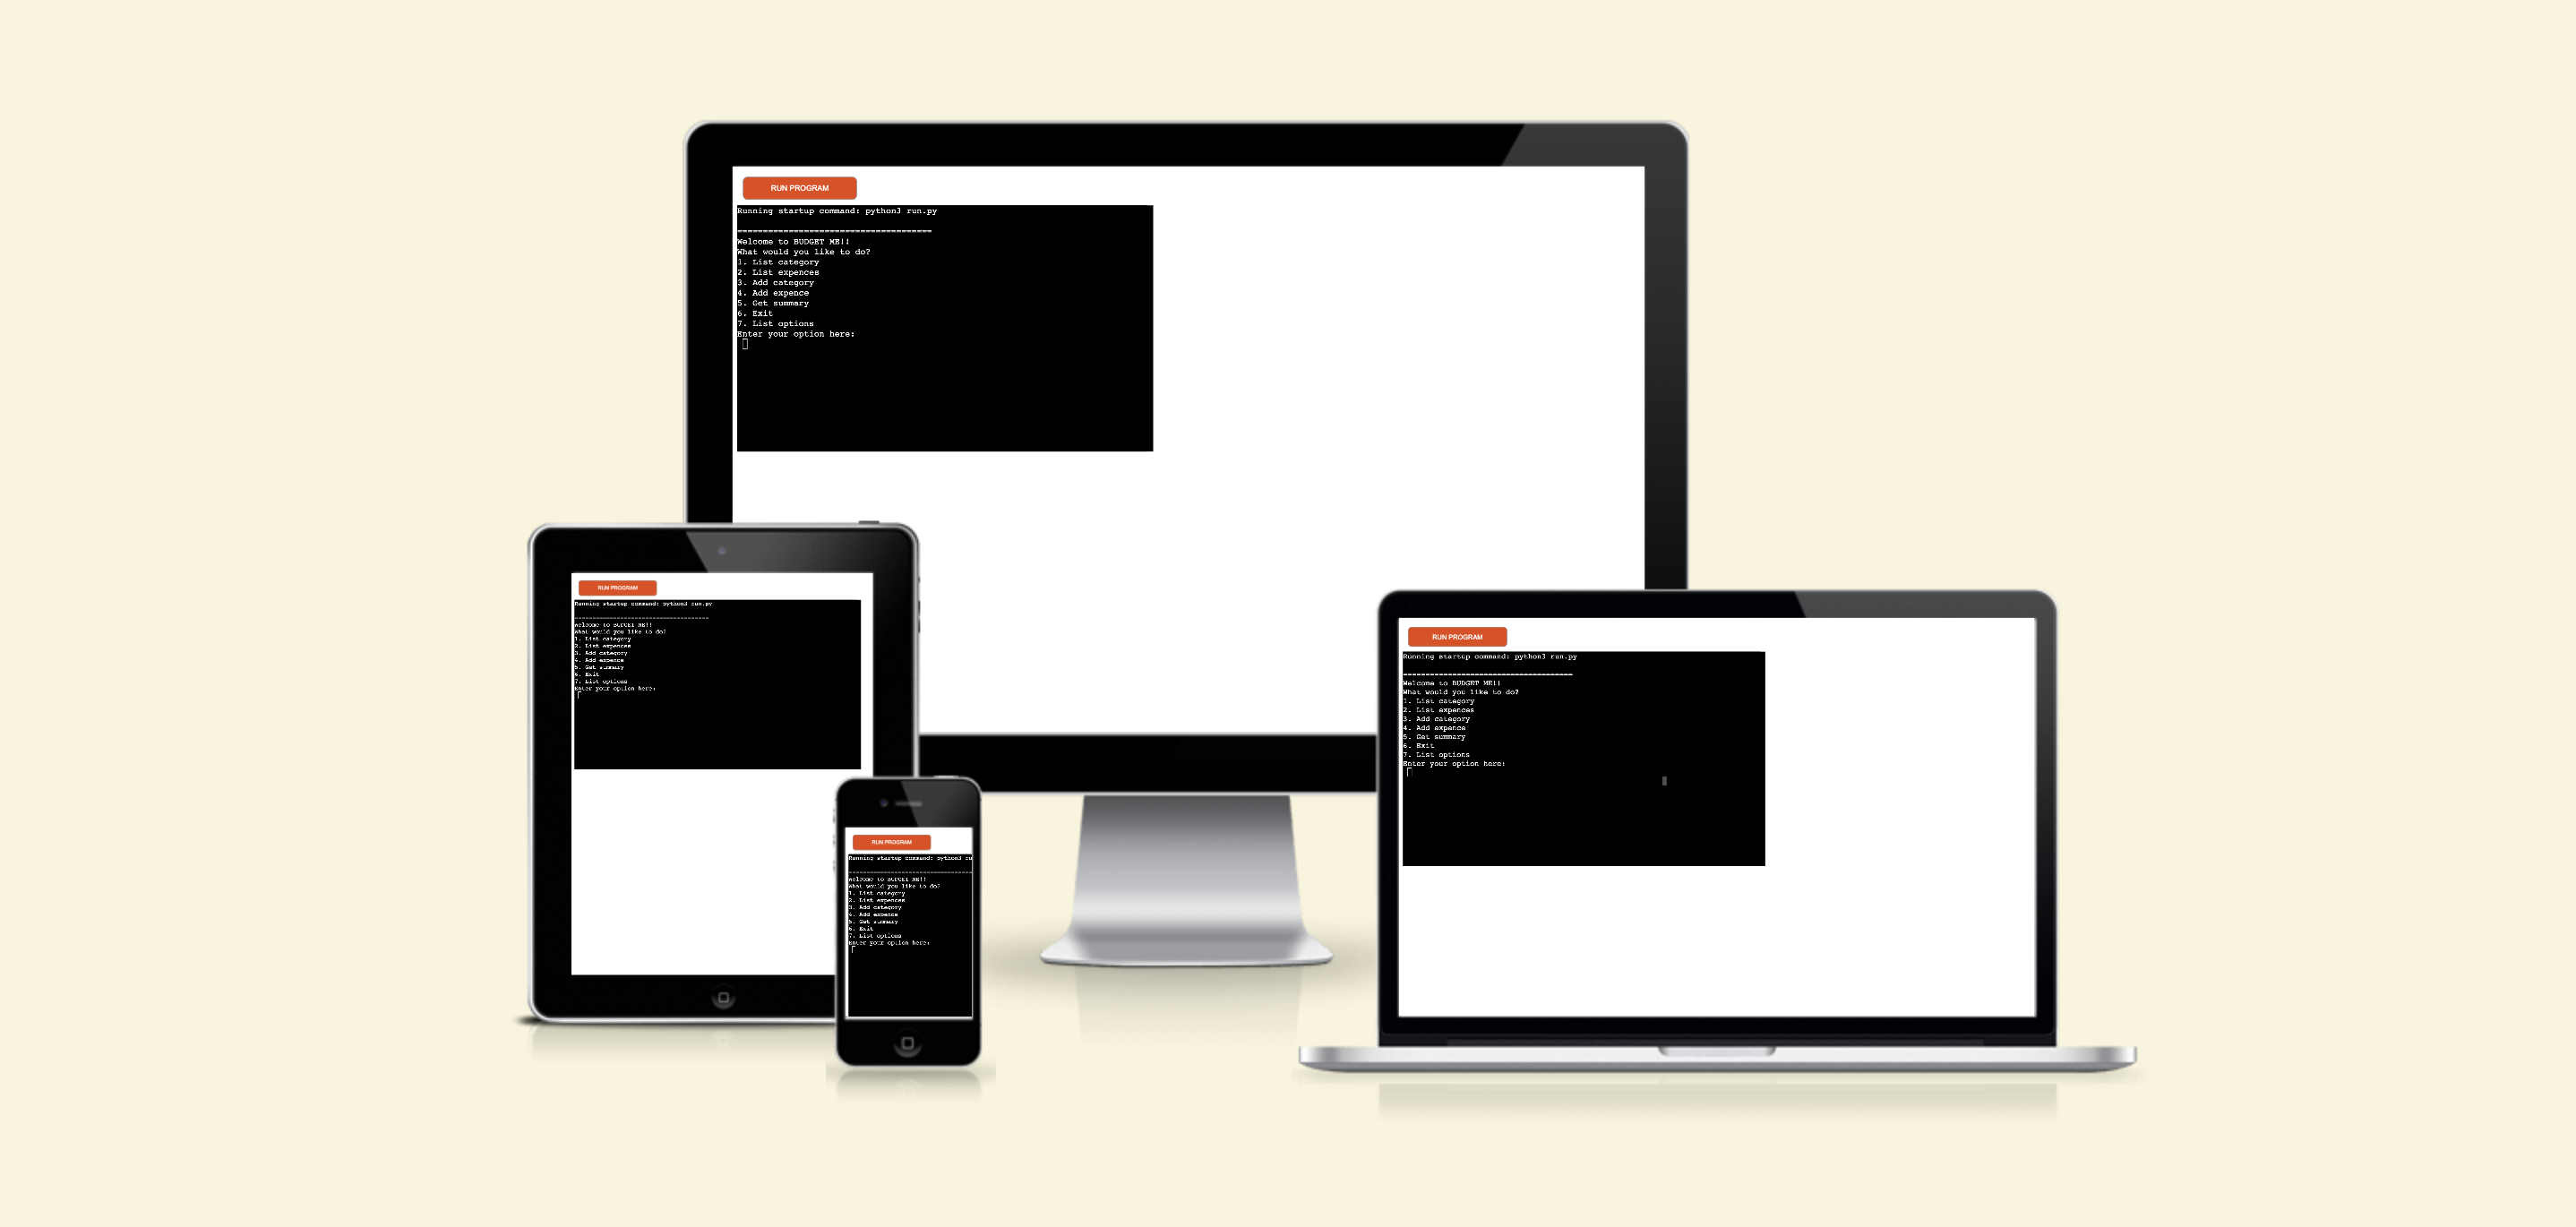 RUN PROGRAM
Running startup command: python3 run.py
======================================
Welcome to BUDGET ME!!
What would you like to do?
1. List category
2. List expences
3. Add category
4. Add expence
5. Get summary
6. Exit
7. List options
Enter your option here:
RUN PROGRAM
Running startup command: python3 run.py
======================================
Welcome to BUDGET ME!!
What would you like to do?
1. List category
2. List expences
3. Add category
4. Add expence
5. Get summary
6. Exit
7. List options
Enter your option here:
RUN PROGRAM
Running startup command: python3 ru
Welcome to BUDGET ME!!
What would you like to do?
1. List category
2. List expences
3. Add category
4. Add expence
5. Get summary
6. Exit
7. List options
Enter your option here:
RUN PROGRAM
Running startup command: python3 run.py
======================================
Welcome to BUDGET ME!!
What would you like to do?
1. List category
2. List expences
3. Add category
4. Add expence
5. Get summary
6. Exit
7. List options
Enter your option here: